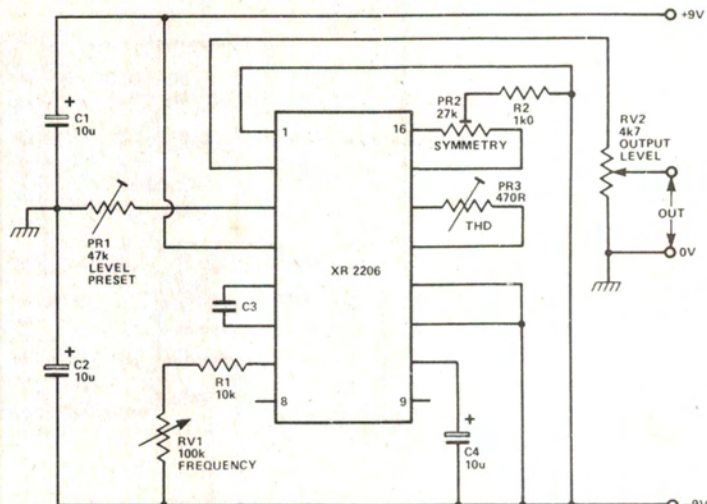 +9V
C1
10u
1
16
PR2
27k
SYMMETRY
R2
1k0
RV2
4k7
OUTPUT
LEVEL
PR1
47k
LEVEL
PRESET
PR3
470R
THD
OUT
0V
XR 2206
C3
C2
10u
R1
10k
8
9
RV1
100k
FREQUENCY
C4
10u
-9V